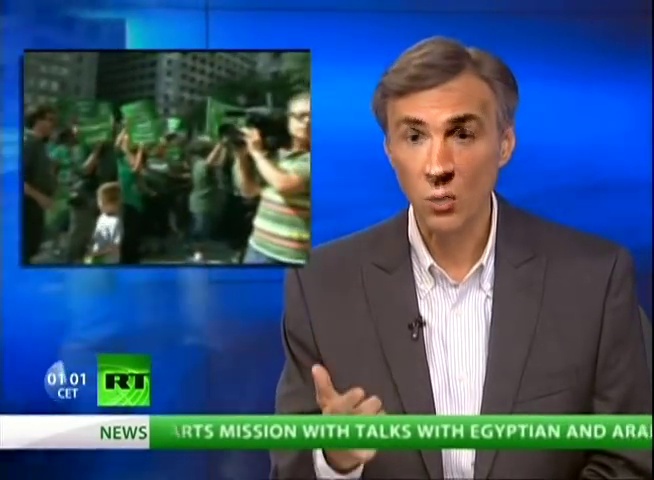 01 01
CET
RT
NEWS
ARTS MISSION WITH TALKS WITH EGYPTIAN AND ARA